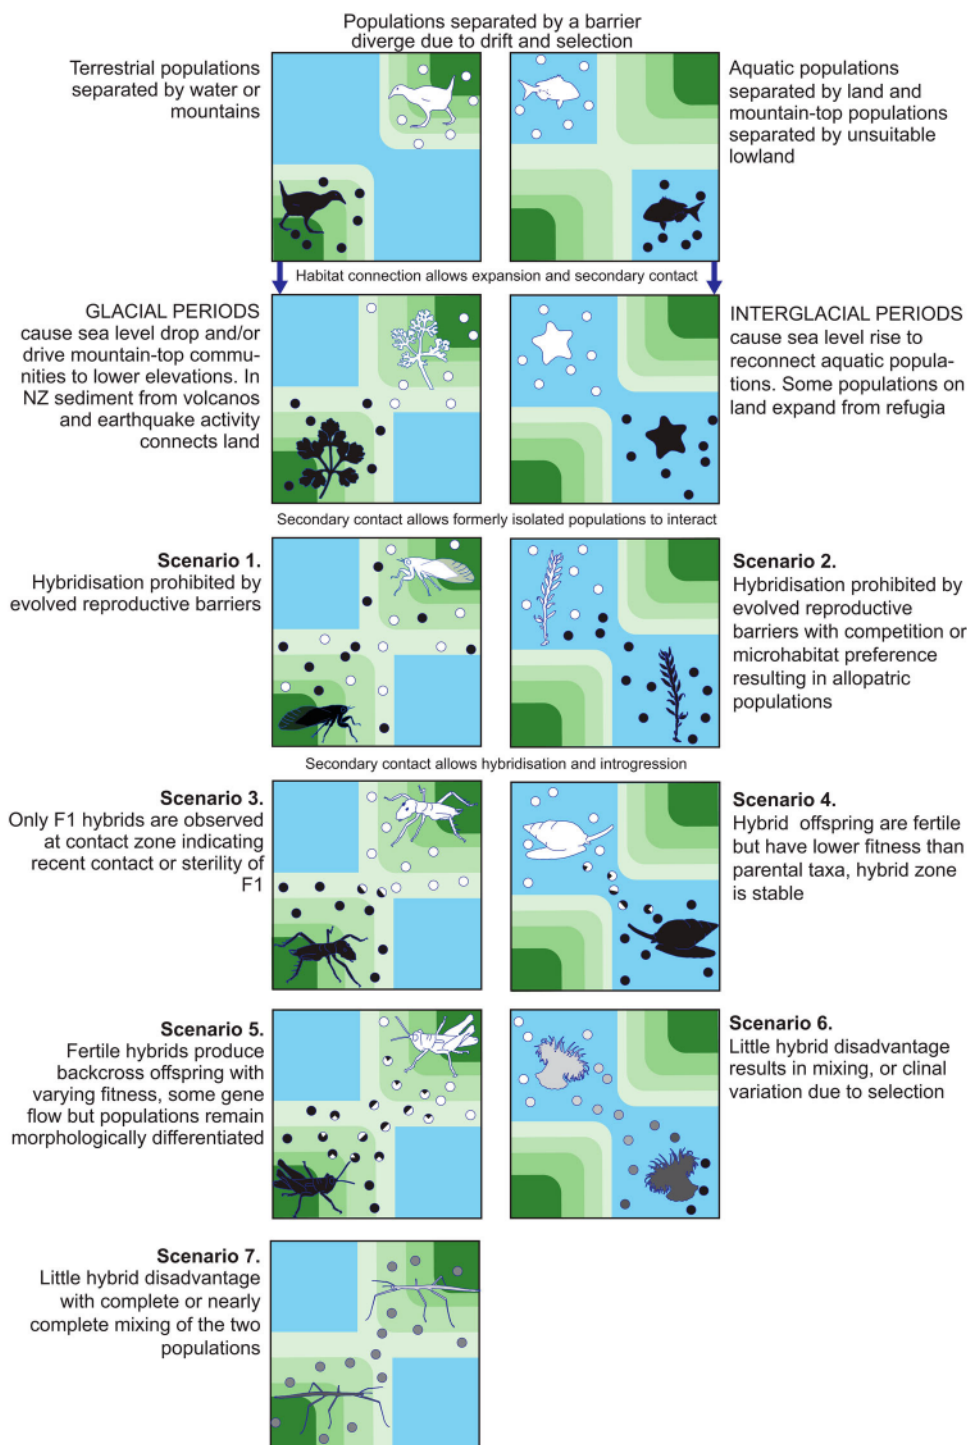 Populations separated by a barrier
diverge due to drift and selection
Terrestrial populations
separated by water or
mountains
Aquatic populations
separated by land and
mountain-top populations
separated by unsuitable
lowland
Habitat connection allows expansion and secondary contact
GLACIAL PERIODS
cause sea level drop and/or
drive mountain-top commu-
nities to lower elevations. In
NZ sediment from volcanos
and earthquake activity
connects land
INTERGLACIAL PERIODS
cause sea level rise to
reconnect aquatic popula-
tions. Some populations on
land expand from refugia
Secondary contact allows formerly isolated populations to interact
Scenario 1.
Hybridisation prohibited by
evolved reproductive barriers
Scenario 2.
Hybridisation prohibited by
evolved reproductive
barriers with competition or
microhabitat preference
resulting in allopatric
populations
Secondary contact allows hybridisation and introgression
Scenario 3.
Only F1 hybrids are observed
at contact zone indicating
recent contact or sterility of
F1
Scenario 4.
Hybrid offspring are fertile
but have lower fitness than
parental taxa, hybrid zone
is stable
Scenario 5.
Fertile hybrids produce
backcross offspring with
varying fitness, some gene
flow but populations remain
morphologically differentiated
Scenario 6.
Little hybrid disadvantage
results in mixing, or clinal
variation due to selection
Scenario 7.
Little hybrid disadvantage
with complete or nearly
complete mixing of the two
populations